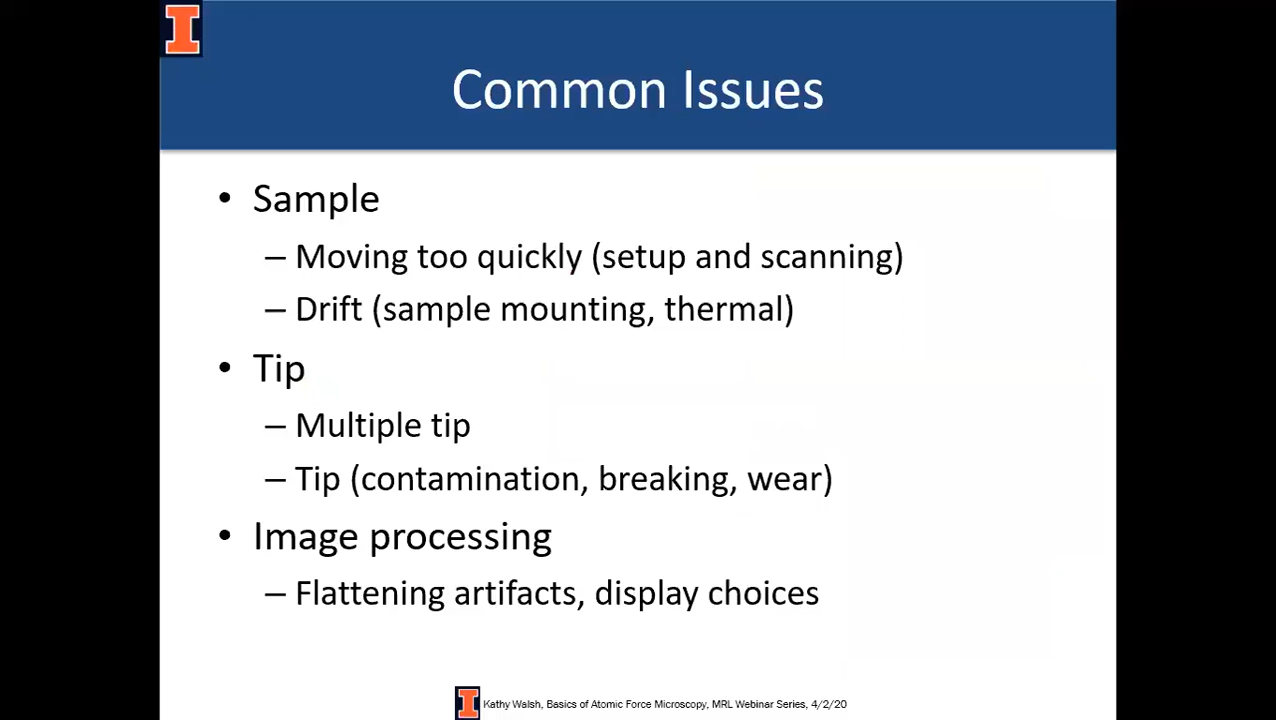 Common Issues
• Sample
– Moving too quickly (setup and scanning)
– Drift (sample mounting, thermal)
• Tip
– Multiple tip
– Tip (contamination, breaking, wear)
• Image processing
– Flattening artifacts, display choices
Kathy Walsh, Basics of Atomic Force Microscopy, MRL Webinar Series, 4/2/20